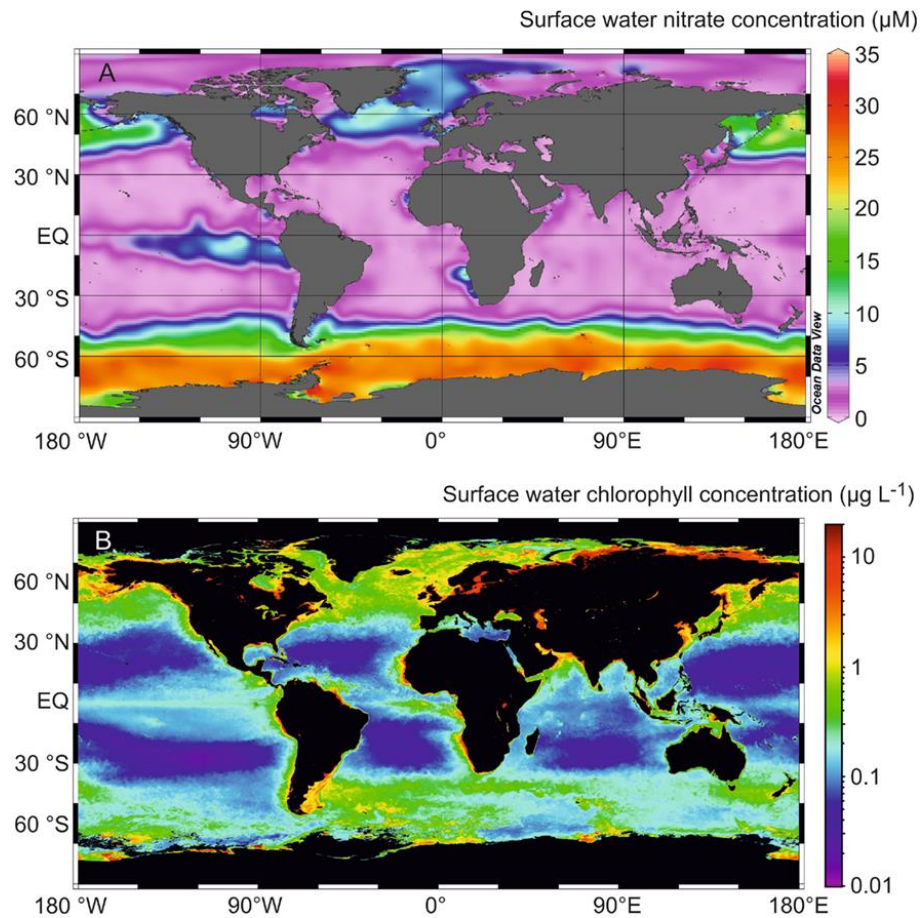 Surface water nitrate concentration (µM)
A
60 °N
30 °N
EQ
30 °S
60 °S
180 °W
90°W
0°
90°E
180°E
35
30
25
20
15
10
5
0
Ocean Data View
Surface water chlorophyll concentration (µg L-1)
B
60 °N
30 °N
EQ
30 °S
60 °S
180°W
90°W
0°
90°E
180°E
10
1
0.1
0.01